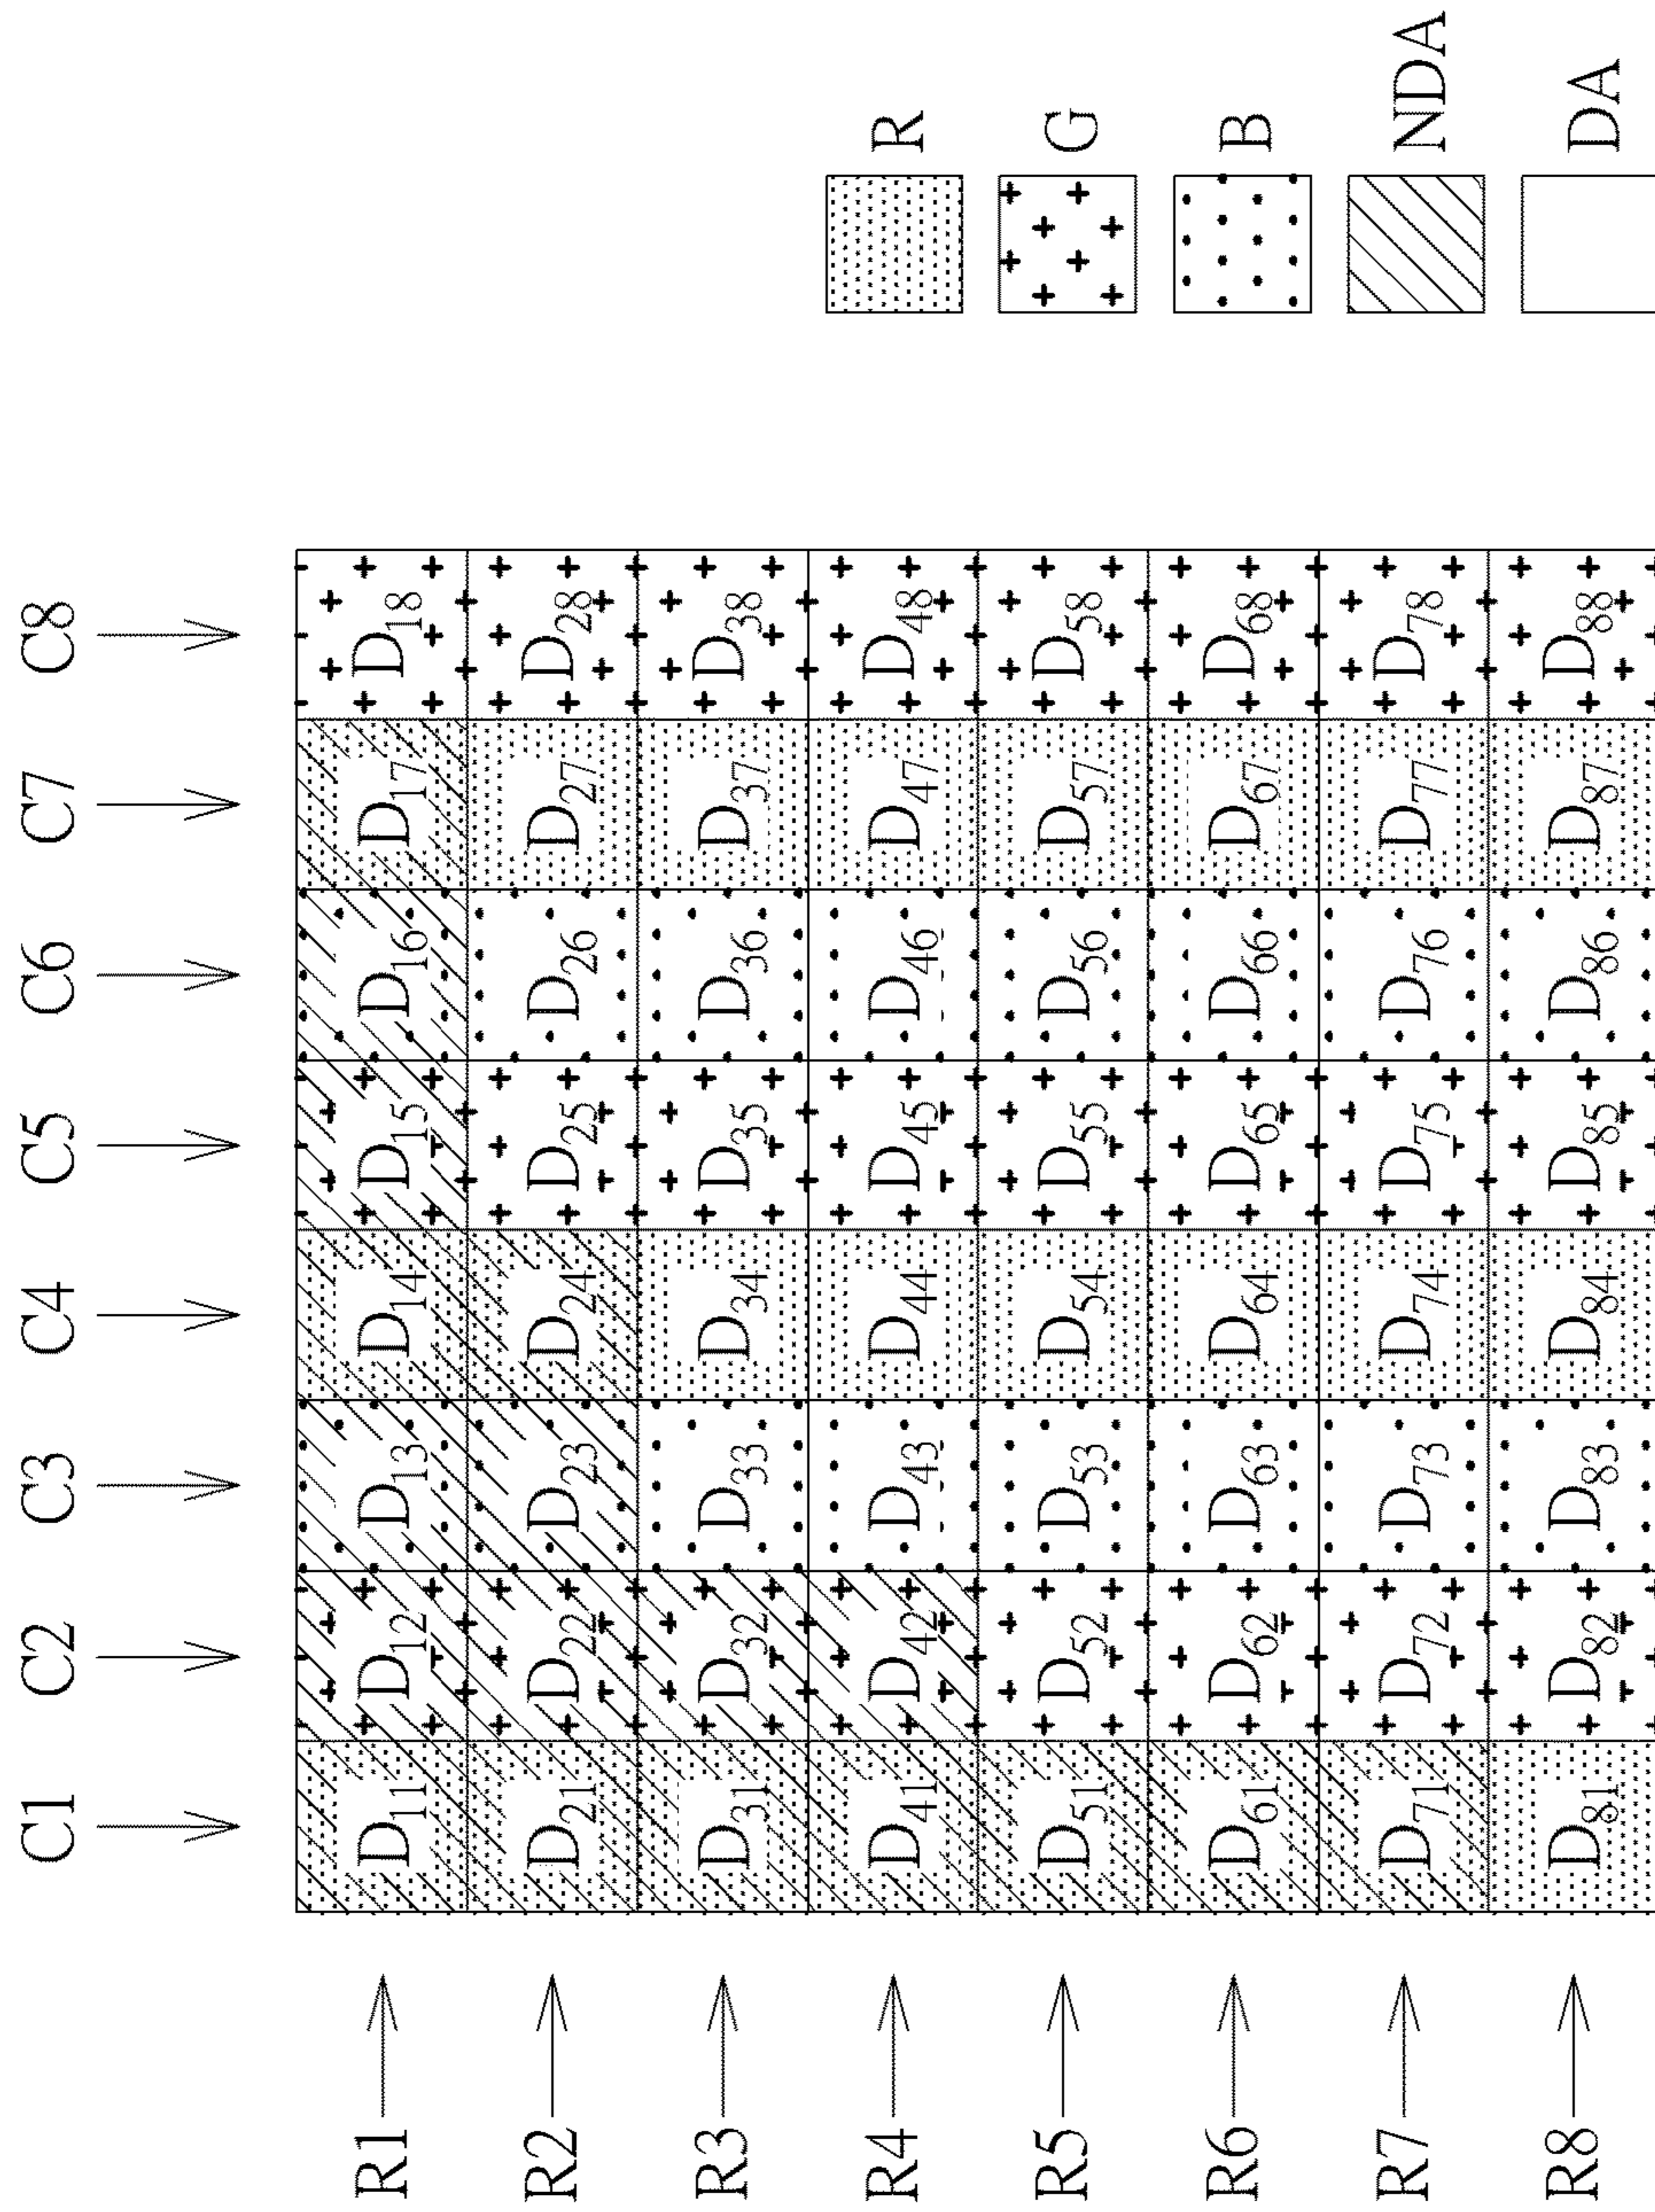 C1 C2 C3 C4 C5 C6 C7 C8
R1 D11 D12 D13 D14 D15 D16 D17 D18
R2 D21 D22 D23 D24 D25 D26 D27 D28
R3 D31 D32 D33 D34 D35 D36 D37 D38
R4 D41 D42 D43 D44 D45 D46 D47 D48
R5 D51 D52 D53 D54 D55 D56 D57 D58
R6 D61 D62 D63 D64 D65 D66 D67 D68
R7 D71 D72 D73 D74 D75 D76 D77 D78
R8 D81 D82 D83 D84 D85 D86 D87 D88
R
G
B
NDA
DA